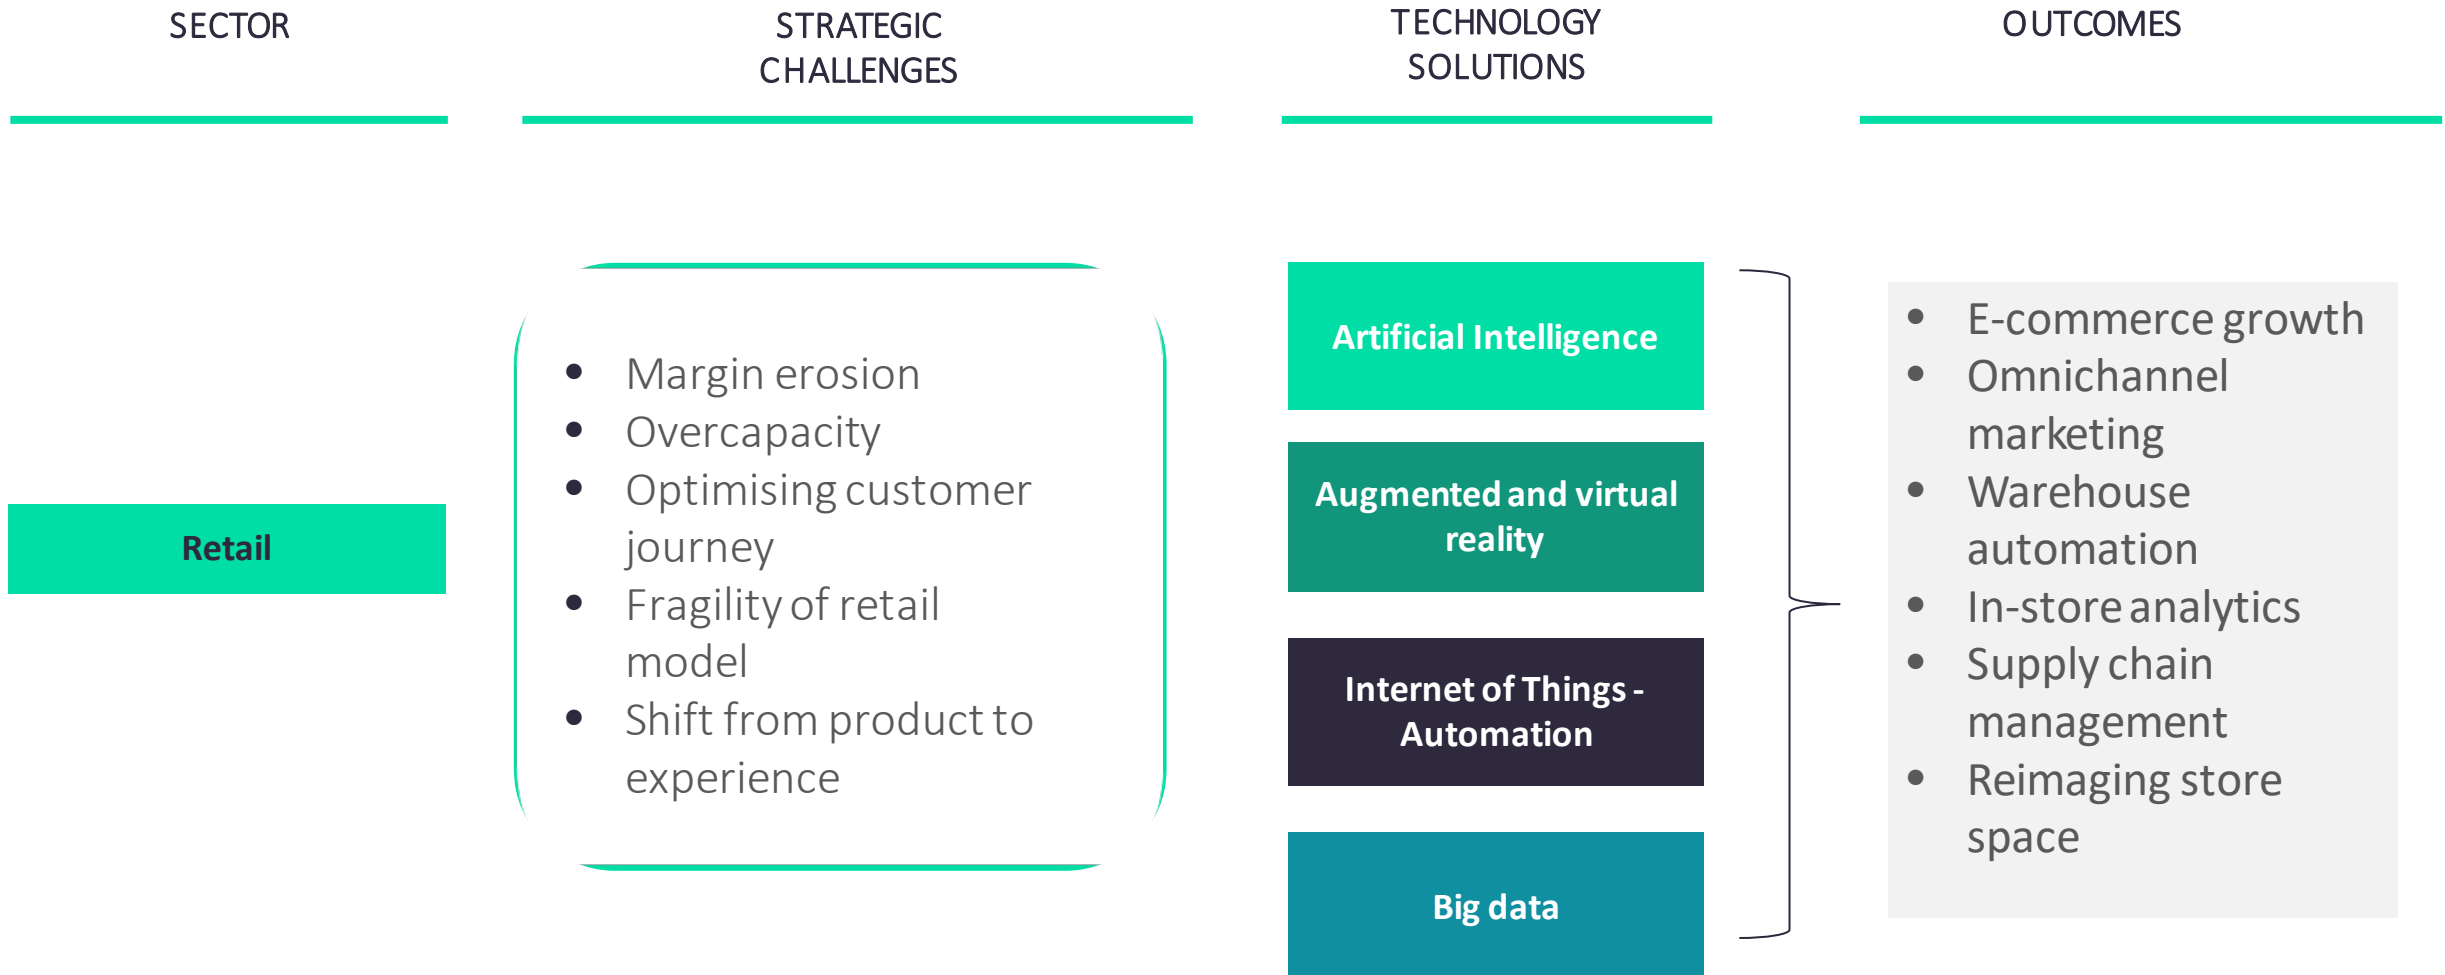 SECTOR
STRATEGIC
CHALLENGES
TECHNOLOGY
SOLUTIONS
OUTCOMES
Retail
• Margin erosion
• Overcapacity
• Optimising customer
journey
• Fragility of retail
model
• Shift from product to
experience
Artificial Intelligence
Augmented and virtual
reality
Internet of Things -
Automation
Big data
• E-commerce growth
• Omnichannel
marketing
• Warehouse
automation
• In-store analytics
• Supply chain
management
• Reimaging store
space